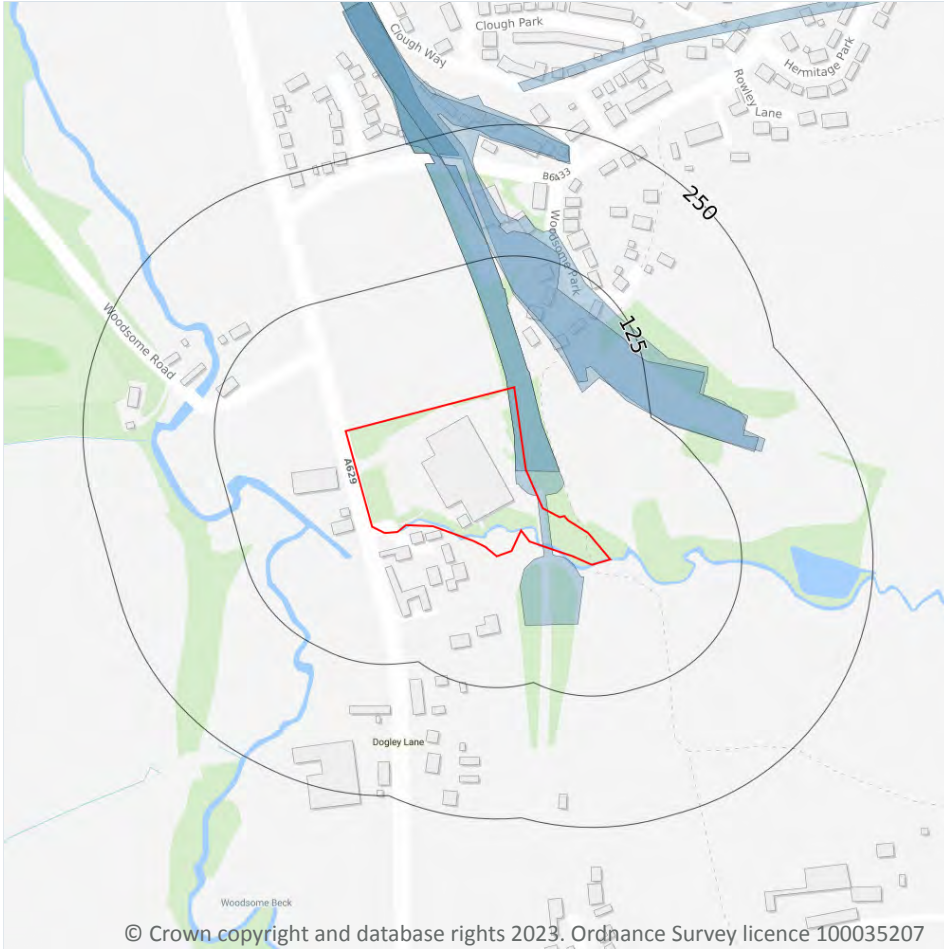 Clough Park
Clough Way
Hermitage Park
Rowley Lane
B6433
250
Woodsome Park
125
Woodsome Road
A629
Dogley Lane
Woodsome Beck
© Crown copyright and database rights 2023. Ordnance Survey licence 100035207